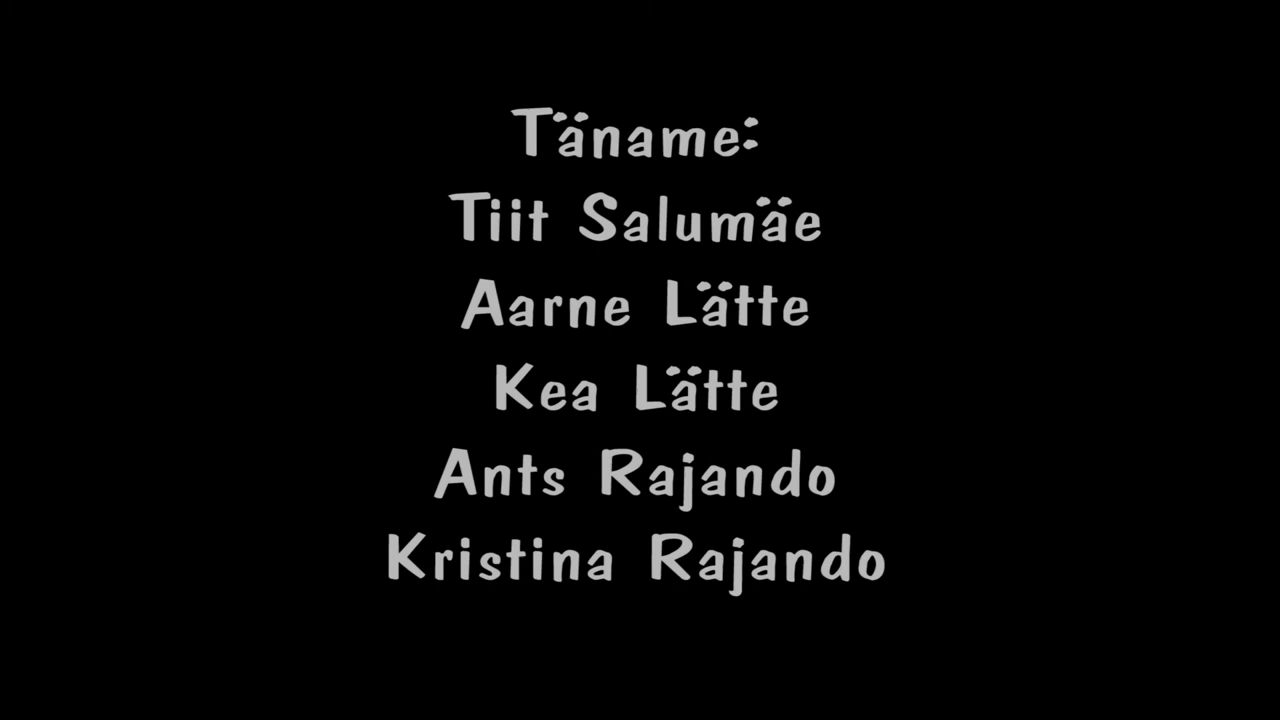 Täname:
Tiit Salumäe
Aarne Lätte
Kea Lätte
Ants Rajando
Kristina Rajando